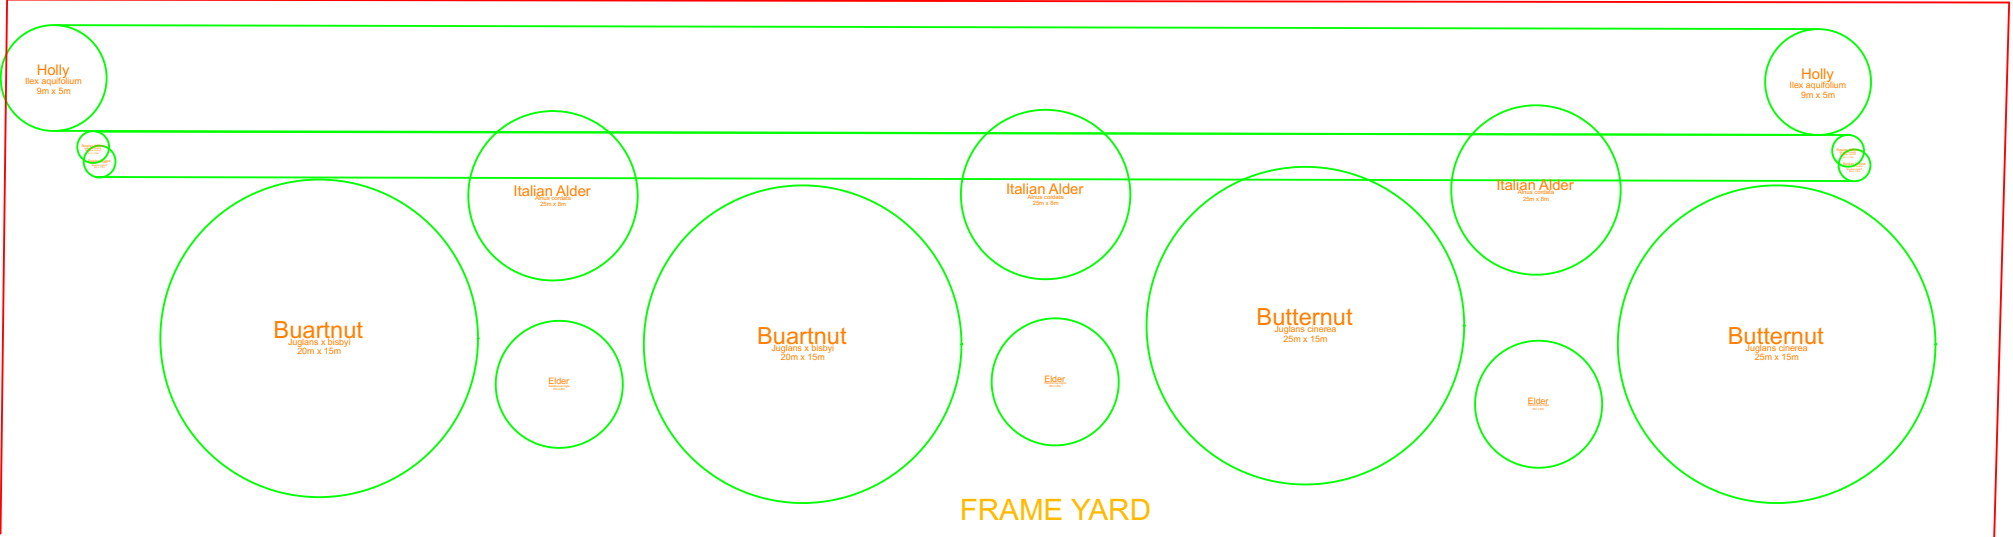 Holly
Ilex aquifolium
9m x 5m
Holly
Ilex aquifolium
9m x 5m
Italian Alder
Alnus cordata
25m x 8m
Italian Alder
Alnus cordata
25m x 8m
Italian Alder
Alnus cordata
25m x 8m
Buartnut
Juglans x bisbyi
20m x 15m
Buartnut
Juglans x bisbyi
20m x 15m
Butternut
Juglans cinerea
25m x 15m
Butternut
Juglans cinerea
25m x 15m
Elder
Elder
Elder
FRAME YARD